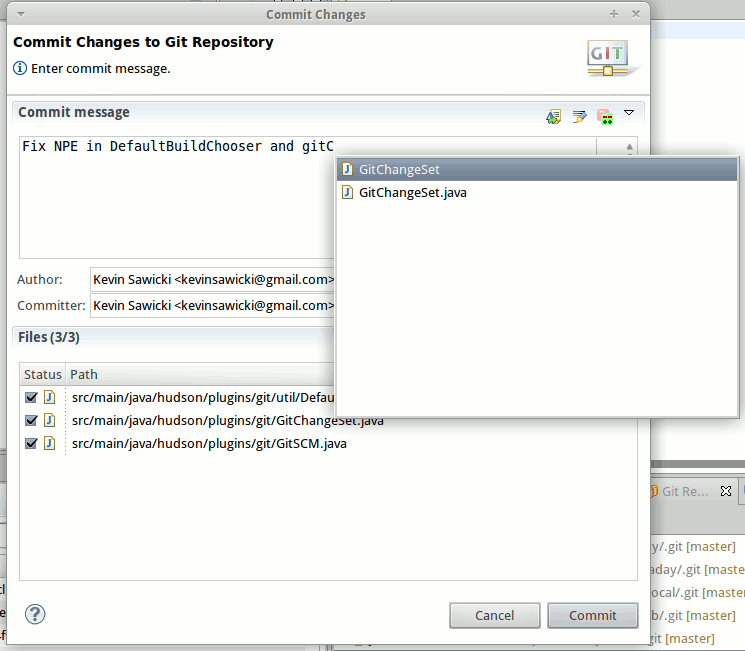 Commit Changes
Commit Changes to Git Repository
Enter commit message.
GIT
Commit message
Fix NPE in DefaultBuildChooser and gitC
GitChangeSet
GitChangeSet.java
Author:
Kevin Sawicki <kevinsawicki@gmail.com>
Committer:
Kevin Sawicki <kevinsawicki@gmail.com>
Files (3/3)
Status Path
src/main/java/hudson/plugins/git/util/Defau
src/main/java/hudson/plugins/git/GitChangeSet.java
src/main/java/hudson/plugins/git/GitSCM.java
Git Re...
y/.git [master]
aday/.git [maste
ocal/.git [master
b/.git [master]
git [master]
Cancel
Commit